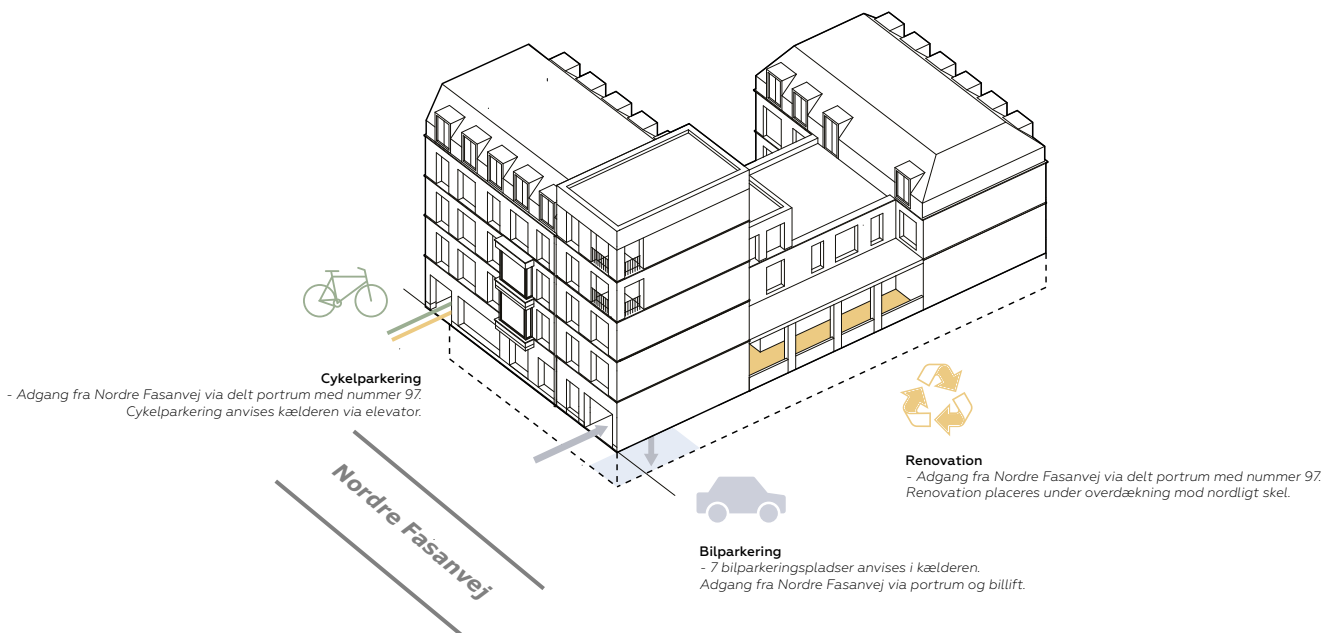 Cykelparkering
- Adgang fra Nordre Fasanvej via delt portrum med nummer 97.
Cykelparkering anvises kælderen via elevator.
Nordre Fasanvej
Renovation
- Adgang fra Nordre Fasanvej via delt portrum med nummer 97.
Renovation placeres under overdækning mod nordligt skel.
Bilparkering
- 7 bilparkeringspladser anvises i kælderen.
Adgang fra Nordre Fasanvej via portrum og billift.